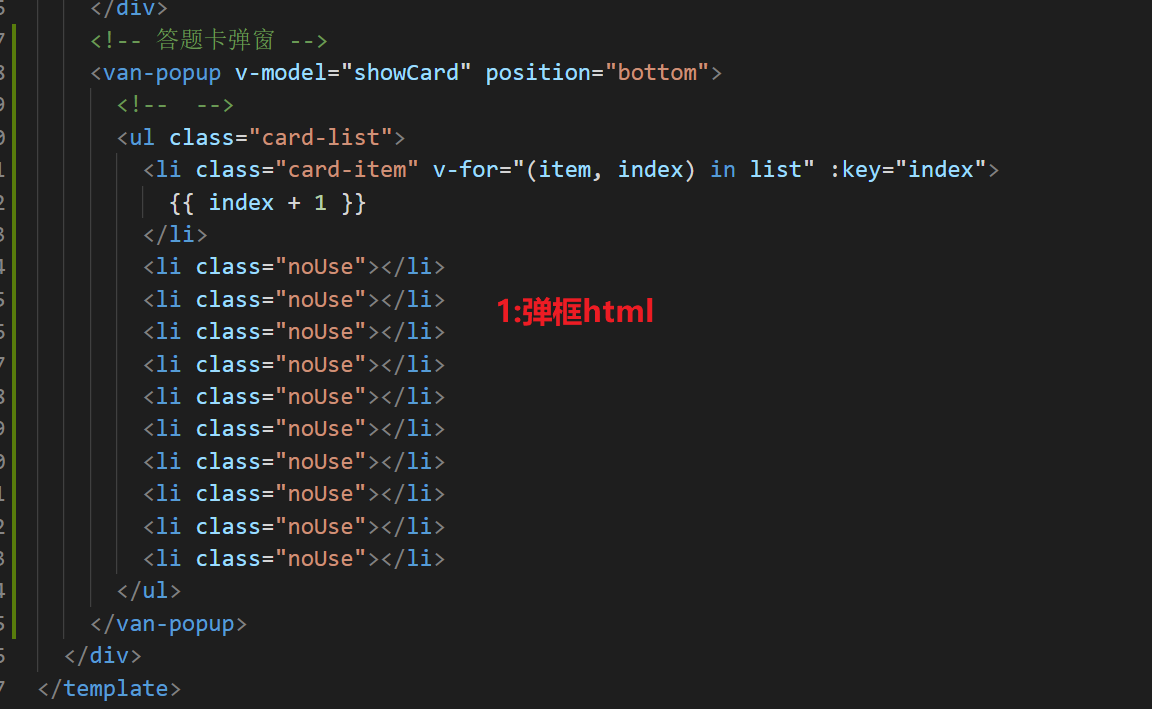 </div>
<!-- 答题卡弹窗 -->
<van-popup v-model="showCard" position="bottom">
<!--  -->
<ul class="card-list">
<li class="card-item" v-for="(item, index) in list" :key="index">
{{ index + 1 }}
</li>
<li class="noUse"></li>
<li class="noUse"></li>
1:弹框html
<li class="noUse"></li>
<li class="noUse"></li>
<li class="noUse"></li>
<li class="noUse"></li>
<li class="noUse"></li>
<li class="noUse"></li>
<li class="noUse"></li>
<li class="noUse"></li>
</ul>
</van-popup>
</div>
</template>